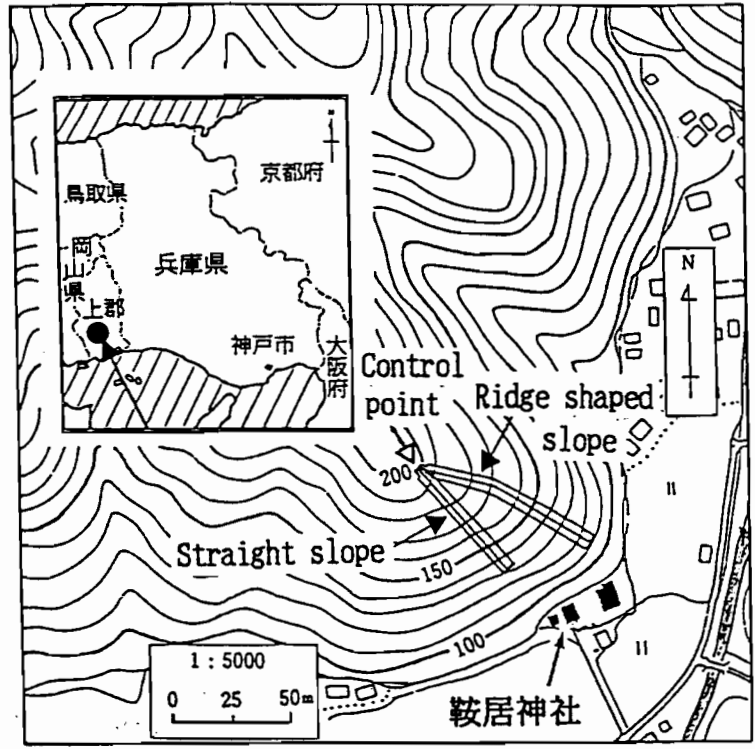 鳥取県
京都府
岡山県
兵庫県
上郡
神戸市
大阪府
N
Control
point
Ridge shaped
slope
200
Straight slope
150
100
1：5000
0 25 50m
鞍居神社